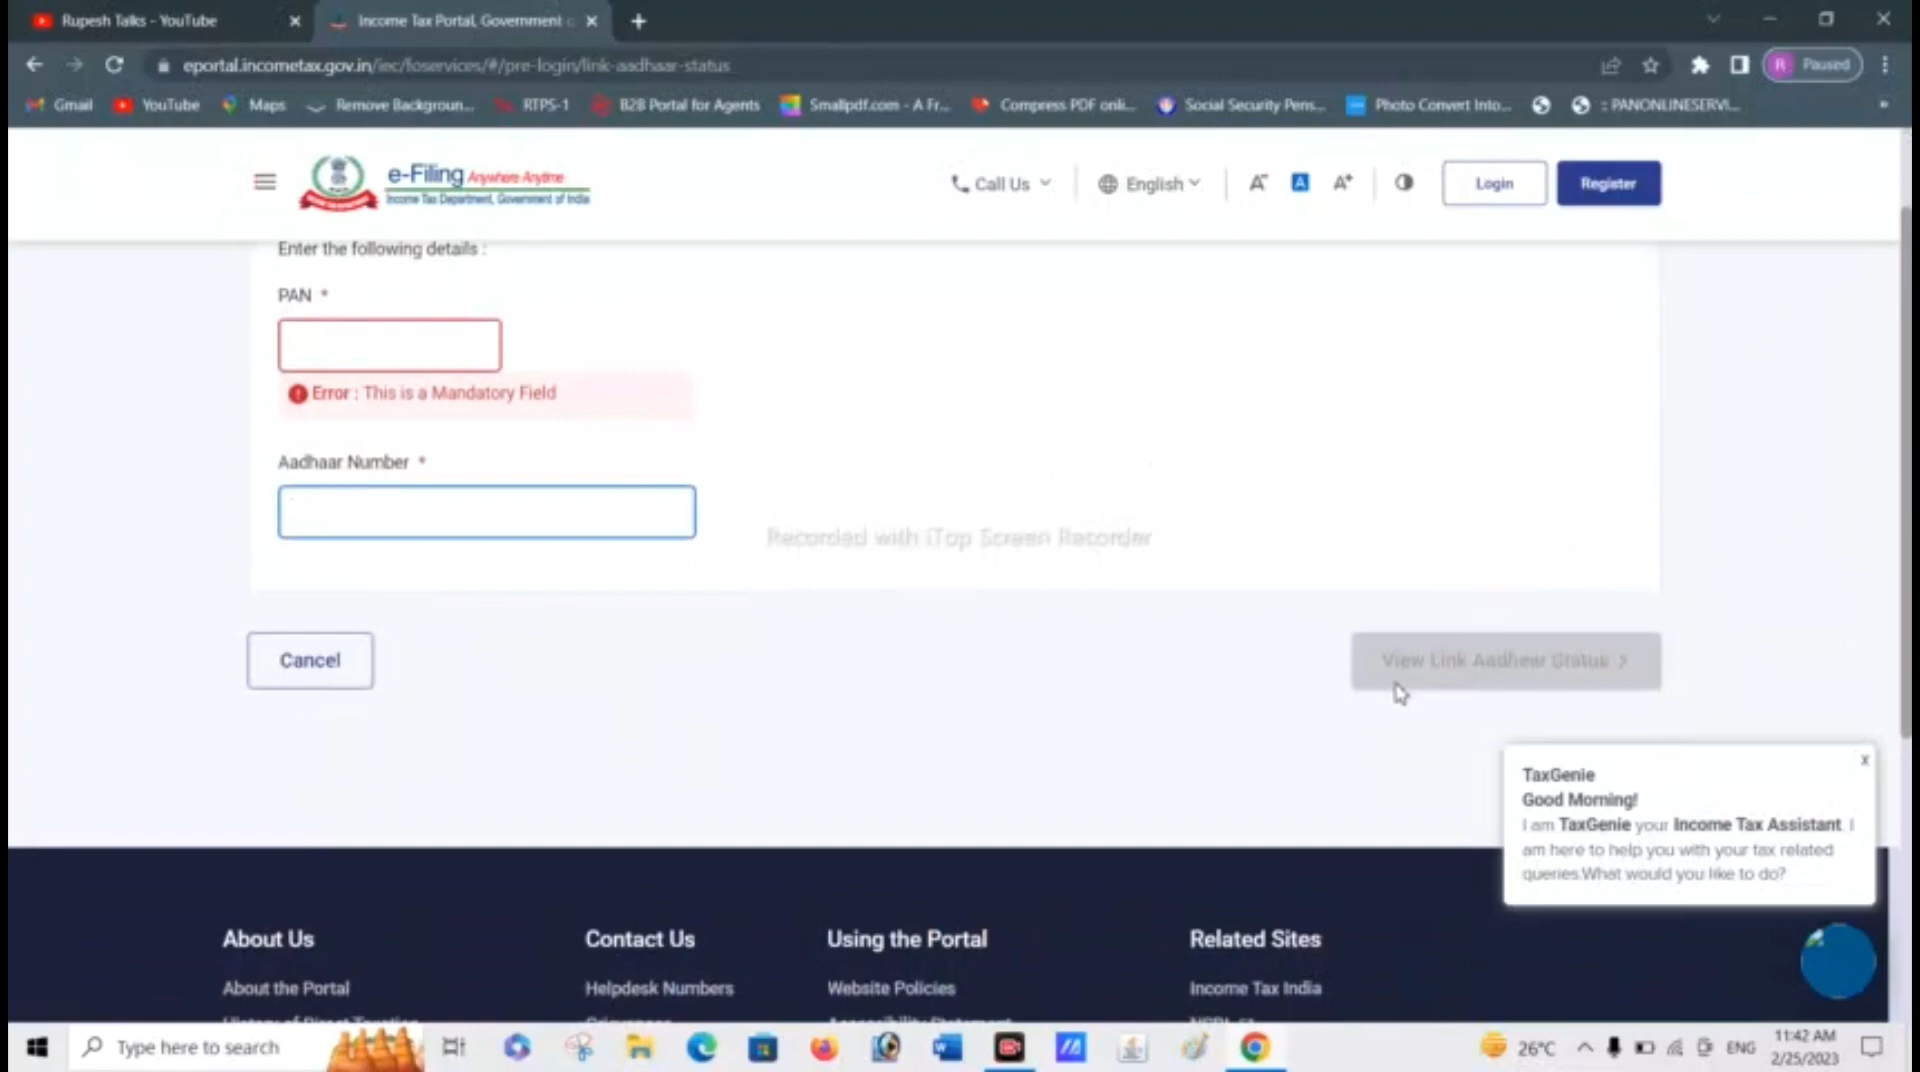 Rupesh Talks - YouTube
Income Tax Portal, Government o
eportal.incometax.gov.in/iec/foservices/#/pre-login/link-aadhaar-status
R Paused
Gmail YouTube Maps Remove Backgroun... RTPS-1 B2B Portal for Agents Smallpdf.com - A Fr... Compress PDF onli... Social Security Pens... Photo Convert Into... :: PANONLINESERVI... »
e-Filing Anywhere Anytime
Income Tax Department, Government of India
Call Us English A- A A+ Login Register
Enter the following details :
PAN *
Error : This is a Mandatory Field
Aadhaar Number *
Recorded with iTop Screen Recorder
Cancel
View Link Aadhaar Status >
x
TaxGenie
Good Morning!
I am TaxGenie your Income Tax Assistant. I
am here to help you with your tax related
queries.What would you like to do?
About Us Contact Us Using the Portal Related Sites
About the Portal Helpdesk Numbers Website Policies Income Tax India
History of Direct Taxation Grievances Accessibility Statement
Type here to search
26°C ENG
11:42 AM
2/25/2023